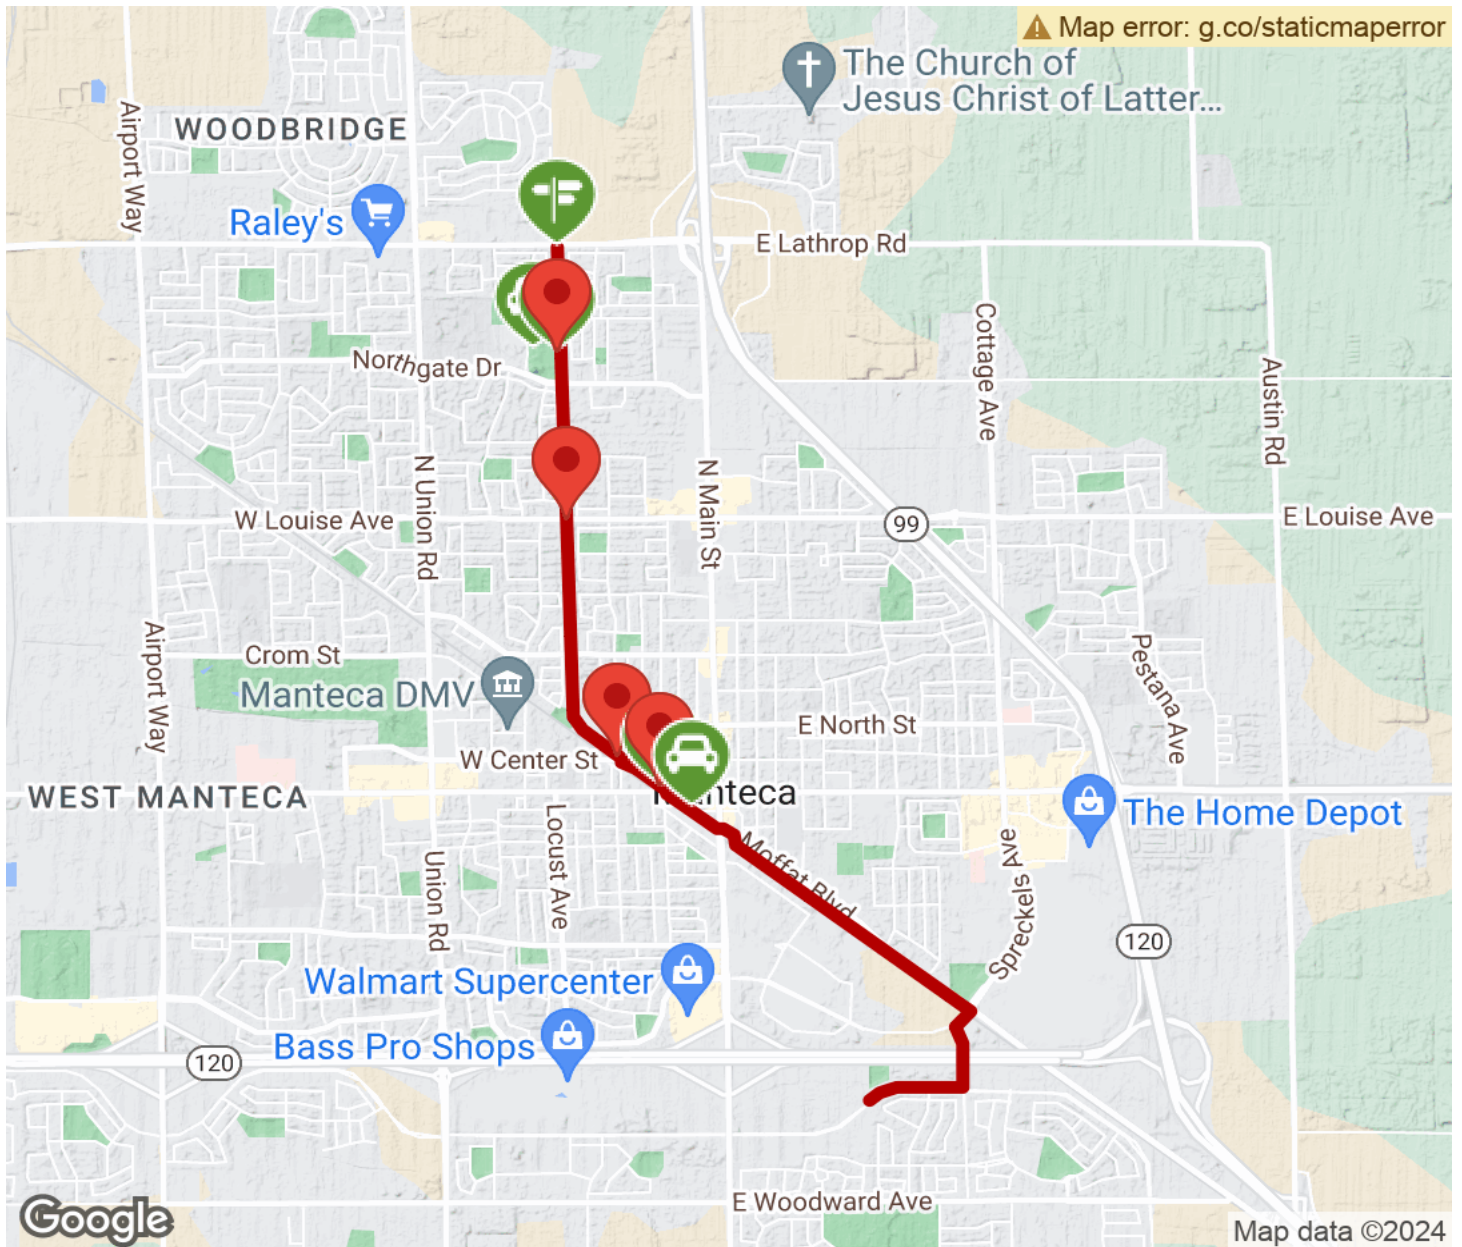 Map error: g.co/staticmaperror
The Church of
Jesus Christ of Latter...
Airport Way
WOODBRIDGE
Raley's
E Lathrop Rd
Northgate Dr
Cottage Ave
Austin Rd
N Union Rd
N Main St
W Louise Ave
99
E Louise Ave
Airport Way
Crom St
Manteca DMV
Pestana Ave
E North St
W Center St
WEST MANTECA
Manteca
The Home Depot
Locust Ave
Union Rd
Moffat Blvd
Spreckels Ave
120
Walmart Supercenter
Bass Pro Shops
120
E Woodward Ave
Google
Map data ©2024